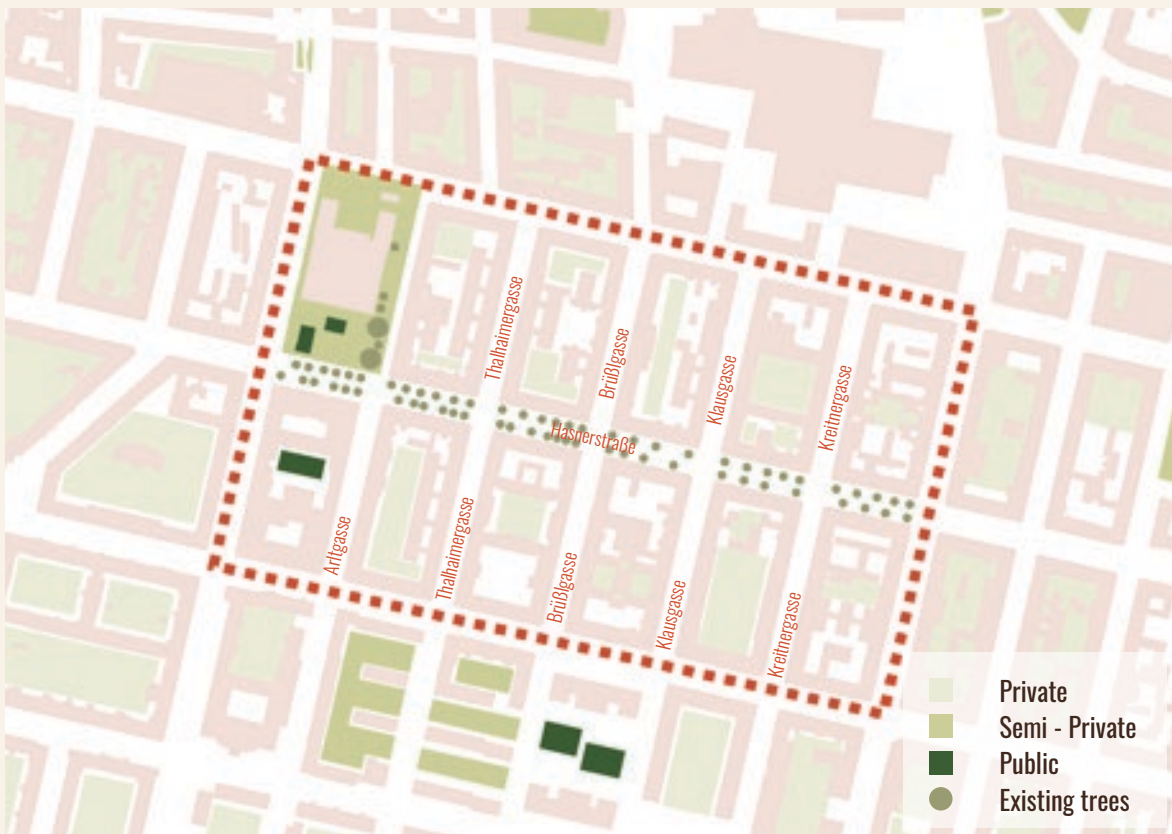 Thalhaimergasse
Brüßlgasse
Klausgasse
Kreitnergasse
Hasnerstraße
Arltgasse
Thalhaimergasse
Brüßlgasse
Klausgasse
Kreitnergasse
Private
Semi - Private
Public
Existing trees